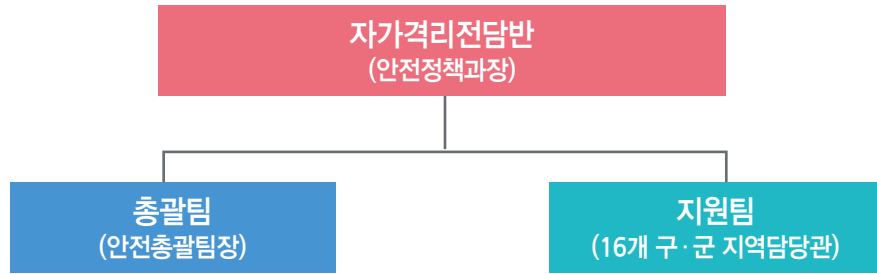 자가격리전담반
(안전정책과장)
총괄팀
(안전총괄팀장)
지원팀
(16개 구·군 지역담당관)